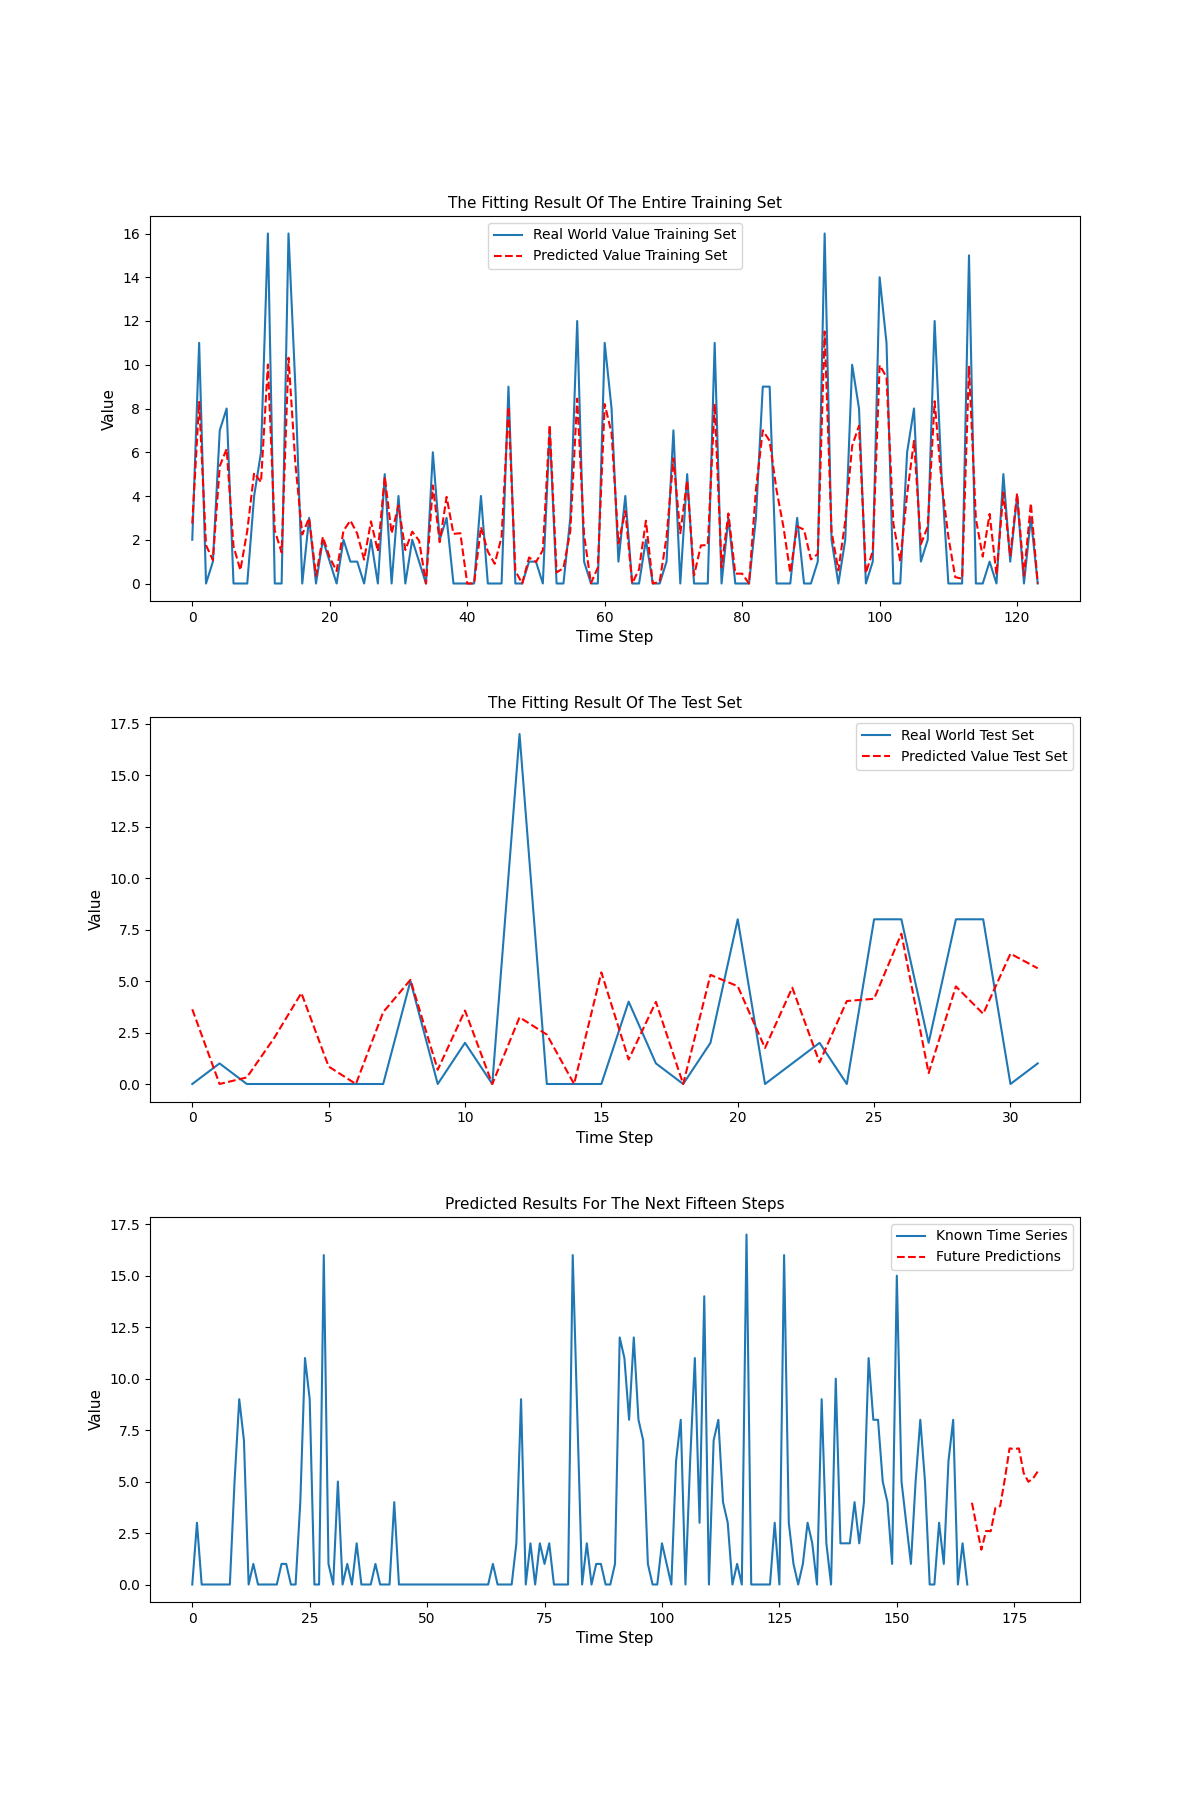 The Fitting Result Of The Entire Training Set
Real World Value Training Set
Predicted Value Training Set
Value
16
14
12
10
8
6
4
2
0
0 20 40 60 80 100 120
Time Step
The Fitting Result Of The Test Set
Real World Test Set
Predicted Value Test Set
Value
17.5
15.0
12.5
10.0
7.5
5.0
2.5
0.0
0 5 10 15 20 25 30
Time Step
Predicted Results For The Next Fifteen Steps
Known Time Series
Future Predictions
Value
17.5
15.0
12.5
10.0
7.5
5.0
2.5
0.0
0 25 50 75 100 125 150 175
Time Step